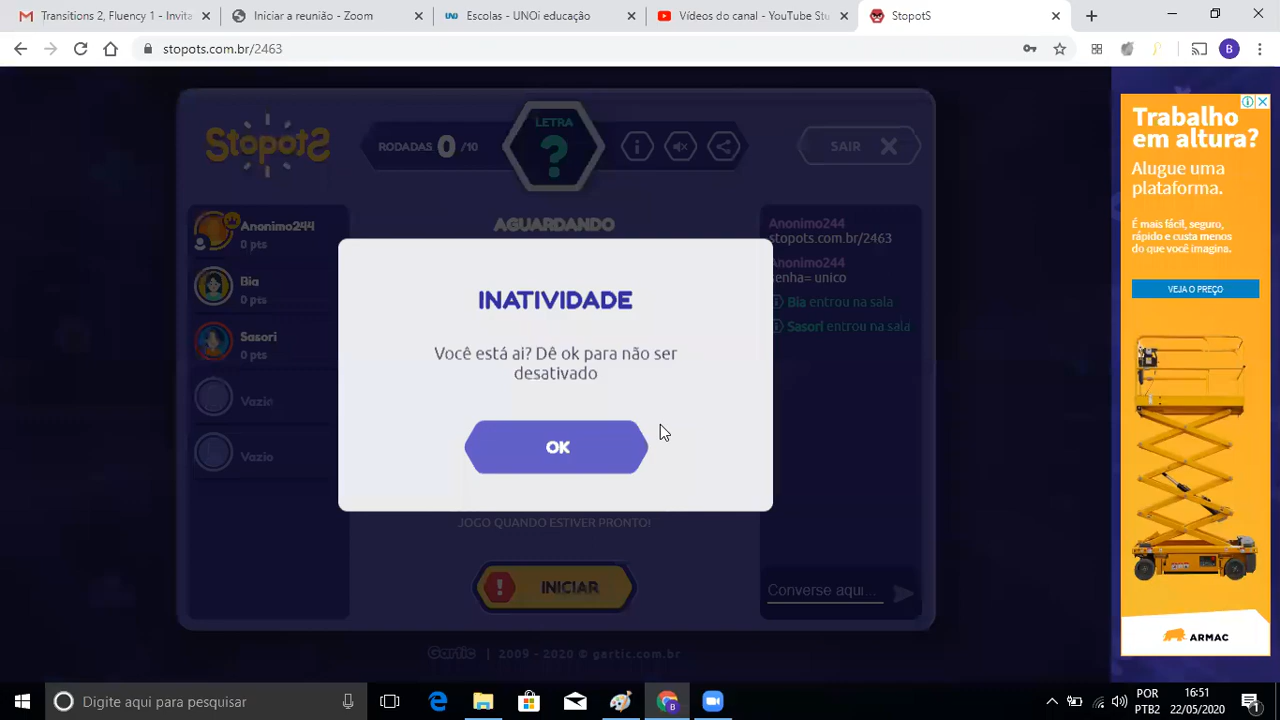 Transitions 2, Fluency 1 - Invita
Iniciar a reunião - Zoom
UNO
Escolas - UNOi educação
Vídeos do canal - YouTube Stu
StopotS
stopots.com.br/2463
B
StopotS
RODADAS 0 /10
LETRA
?
i
SAIR
Anonimo244
0 pts
Bia
0 pts
Sasori
0 pts
Vazio
Vazio
AGUARDANDO
INATIVIDADE
Você está ai? Dê ok para não ser
desativado
OK
JOGO QUANDO ESTIVER PRONTO!
! INICIAR
Anonimo244
stopots.com.br/2463
Anonimo244
senha= unico
Bia entrou na sala
Sasori entrou na sala
Converse aqui...
Gartic | 2009 - 2020 © gartic.com.br
Trabalho
em altura?
Alugue uma
plataforma.
É mais fácil, seguro,
rápido e custa menos
do que você imagina.
VEJA O PREÇO
ARMAC
Digite aqui para pesquisar
POR
PTB2
16:51
22/05/2020
1